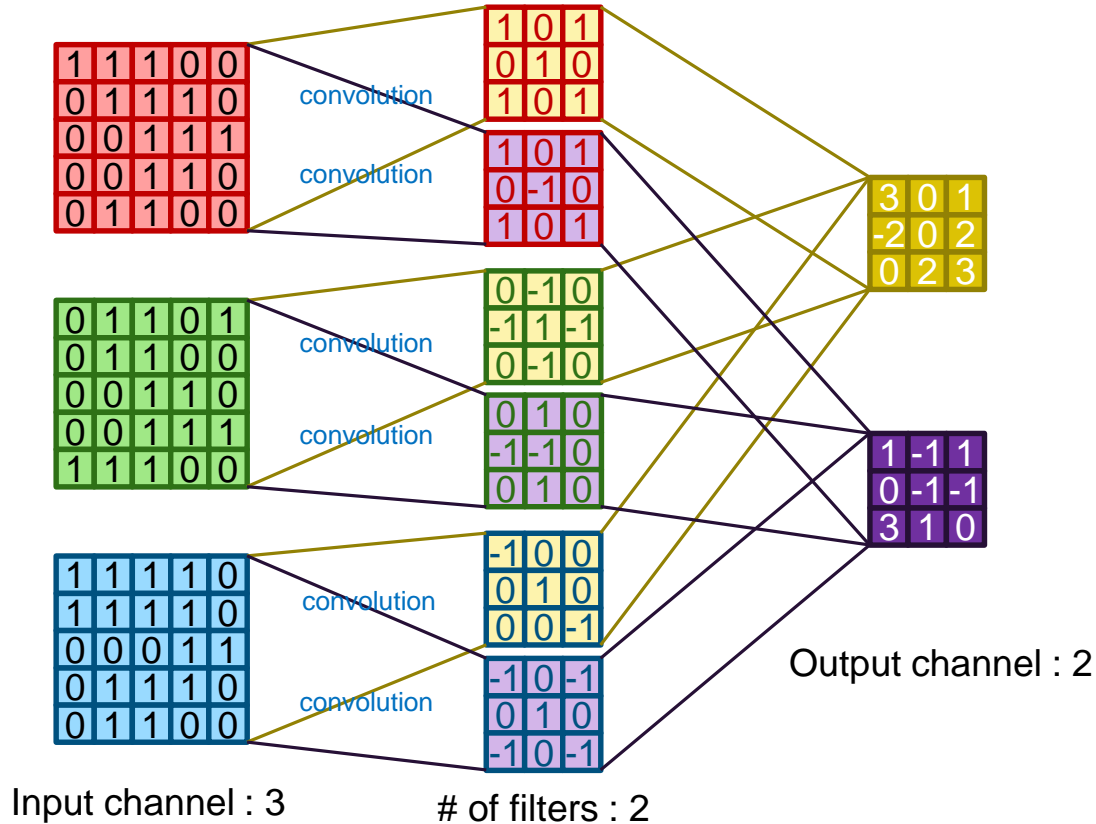 1 1 1 0 0
0 1 1 1 0
0 0 1 1 1
0 0 1 1 0
0 1 1 0 0
convolution
convolution
1 0 1
0 1 0
1 0 1
1 0 1
0 -1 0
1 0 1
3 0 1
-2 0 2
0 2 3
0 1 1 0 1
0 1 1 0 0
0 0 1 1 0
0 0 1 1 1
1 1 1 0 0
convolution
convolution
0 -1 0
-1 1 -1
0 -1 0
0 1 0
-1 -1 0
0 1 0
1 -1 1
0 -1 -1
3 1 0
1 1 1 1 0
1 1 1 1 0
0 0 0 1 1
0 1 1 1 0
0 1 1 0 0
convolution
convolution
-1 0 0
0 1 0
0 0 -1
-1 0 -1
0 1 0
-1 0 -1
Output channel : 2
Input channel : 3
# of filters : 2